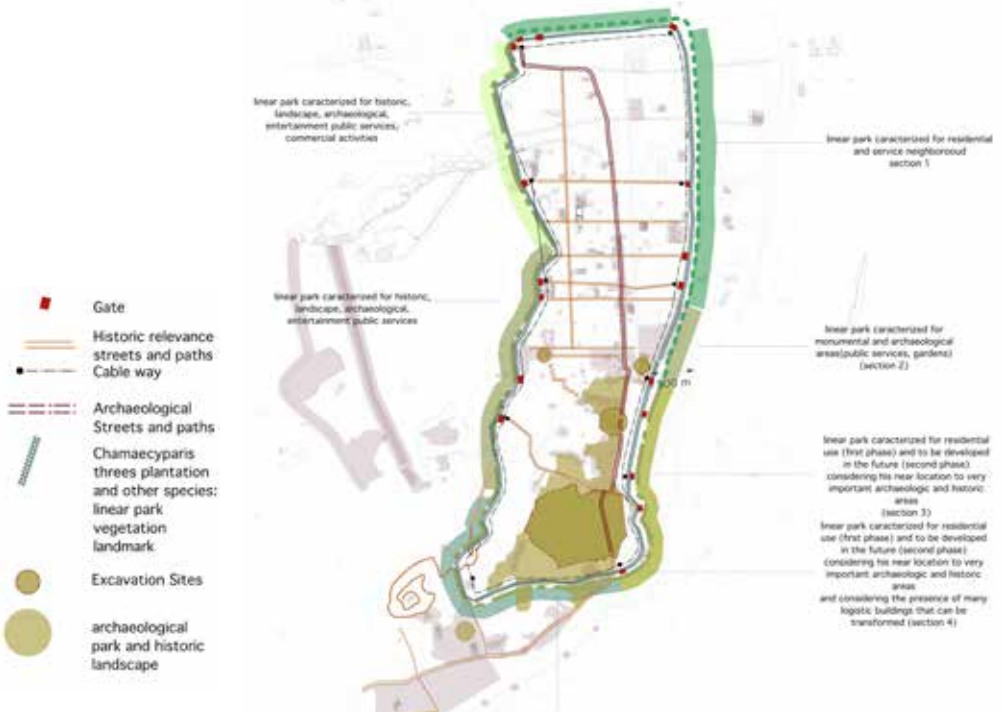 linear park caracterized for historic,
landscape, archaeological,
entertainment public services,
commercial activities
linear park caracterized for historic,
landscape, archaeological,
entertainment public services
Gate
Historic relevance
streets and paths
Cable way
Archaeological
Streets and paths
Chamaecyparis
threes plantation
and other species:
linear park
vegetation
landmark
Excavation Sites
archaeological
park and historic
landscape
linear park caracterized for residential
and service neighborooud
section 1
linear park caracterized for
monumental and archaeological
areas(public services, gardens)
(section 2)
500 m
linear park caracterized for residential
use (first phase) and to be developed
in the future (second phase)
considering his near location to very
important archaeologic and historic
areas
(section 3)
linear park caracterized for residential
use (first phase) and to be developed
in the future (second phase)
considering his near location to very
important archaeologic and historic
areas
and considering the presence of many
logistic buildings that can be
transformed (section 4)